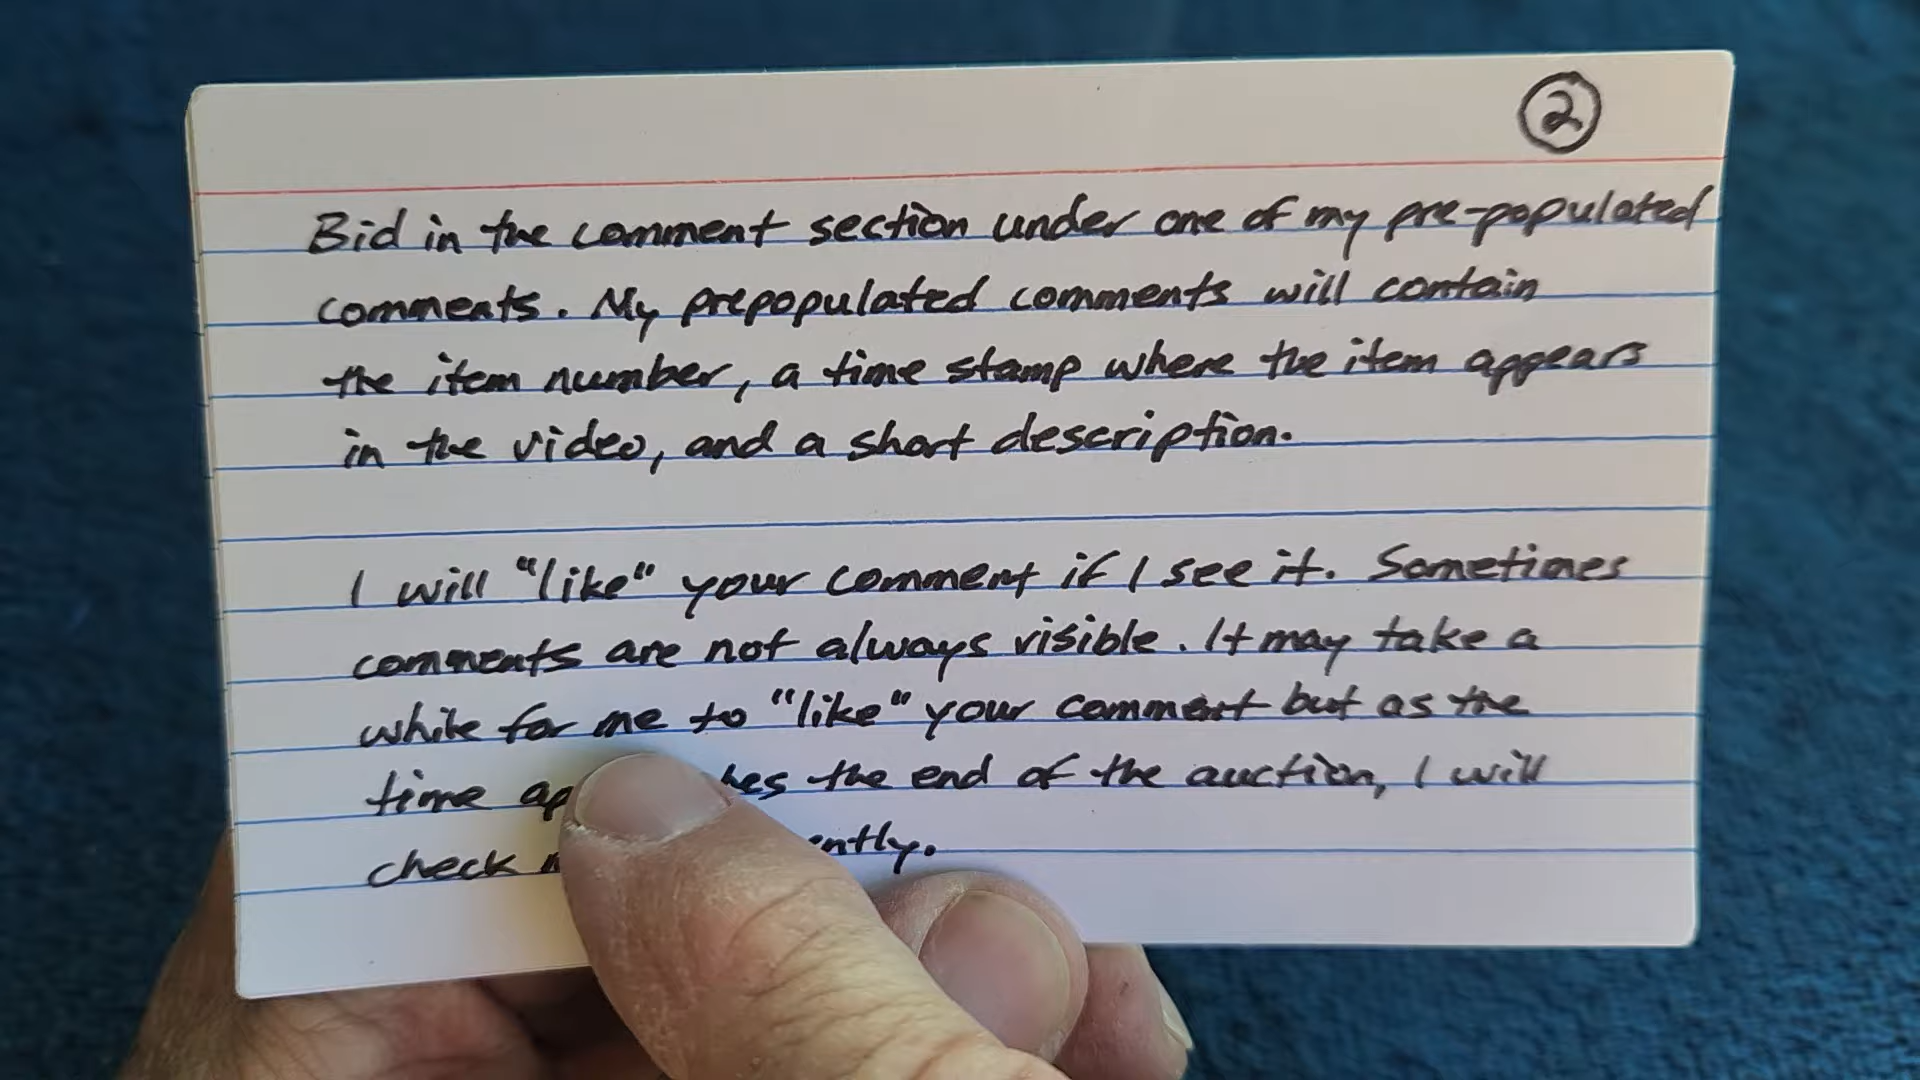 2
Bid in the comment section under one of my pre-populated
comments. My prepopulated comments will contain
the item number, a time stamp where the item appears
in the video, and a short description.
I will "like" your comment if I see it. Sometimes
comments are not always visible. It may take a
while for me to "like" your comment but as the
time the end of the auction, I will
check